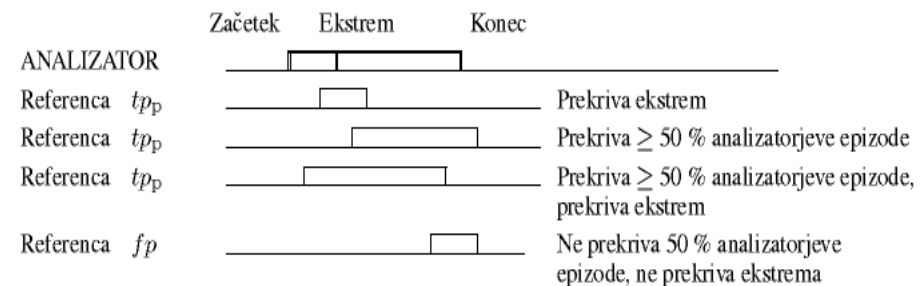 Začetek Ekstrem Konec
ANALIZATOR
Referenca tpp Prekriva ekstrem
Referenca tpp Prekriva ≥ 50 % analizatorjeve epizode
Referenca tpp Prekriva ≥ 50 % analizatorjeve epizode,
prekriva ekstrem
Referenca fp Ne prekriva 50 % analizatorjeve
epizode, ne prekriva ekstrema